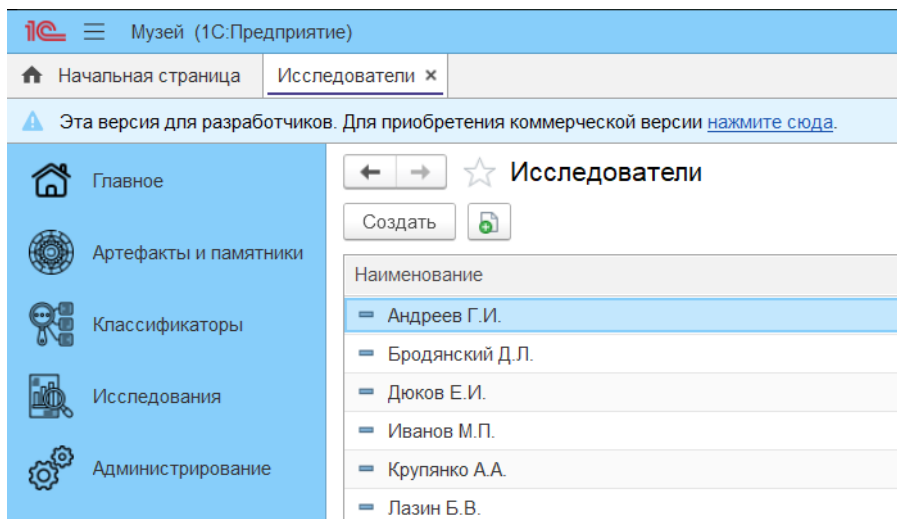 1С Музей (1С:Предприятие)
Начальная страница Исследователи ×
Эта версия для разработчиков. Для приобретения коммерческой версии нажмите сюда.
Главное
Артефакты и памятники
Классификаторы
Исследования
Администрирование
Исследователи
Создать
Наименование
Андреев Г.И.
Бродянский Д.Л.
Дюков Е.И.
Иванов М.П.
Крупянко А.А.
Лазин Б.В.